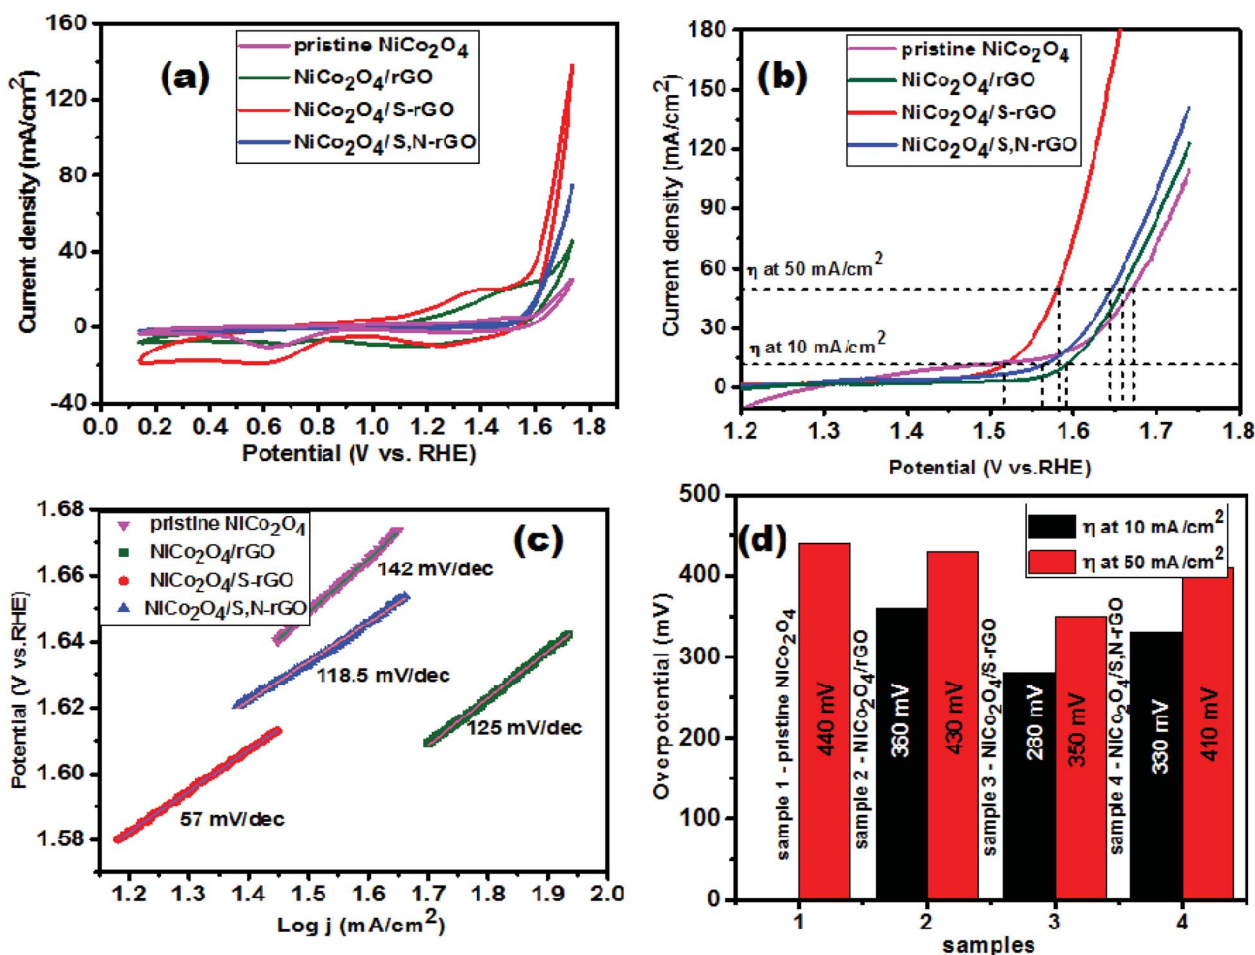 (a)
pristine NiCo₂O₄
NiCo₂O₄/rGO
NiCo₂O₄/S-rGO
NiCo₂O₄/S,N-rGO
Current density (mA/cm²)
160
120
80
40
0
-40
0.0 0.2 0.4 0.6 0.8 1.0 1.2 1.4 1.6 1.8
Potential (V vs. RHE)
(b)
pristine NiCo₂O₄
NiCo₂O₄/rGO
NiCo₂O₄/S-rGO
NiCo₂O₄/S,N-rGO
Current density (mA/cm²)
180
150
120
90
60
30
0
η at 50 mA/cm²
η at 10 mA/cm²
1.2 1.3 1.4 1.5 1.6 1.7 1.8
Potential (V vs.RHE)
(c)
pristine NiCo₂O₄
NiCo₂O₄/rGO
NiCo₂O₄/S-rGO
NiCo₂O₄/S,N-rGO
Potential (V vs.RHE)
1.68
1.66
1.64
1.62
1.60
1.58
142 mV/dec
118.5 mV/dec
125 mV/dec
57 mV/dec
1.2 1.3 1.4 1.5 1.6 1.7 1.8 1.9 2.0
Log j (mA/cm²)
(d)
η at 10 mA/cm²
η at 50 mA/cm²
Overpotential (mV)
500
400
300
200
100
0
sample 1 - pristine NiCo₂O₄
440 mV
sample 2 - NiCo₂O₄/rGO
360 mV
430 mV
sample 3 - NiCo₂O₄/S-rGO
280 mV
350 mV
sample 4 - NiCo₂O₄/S,N-rGO
330 mV
410 mV
1 2 3 4
samples